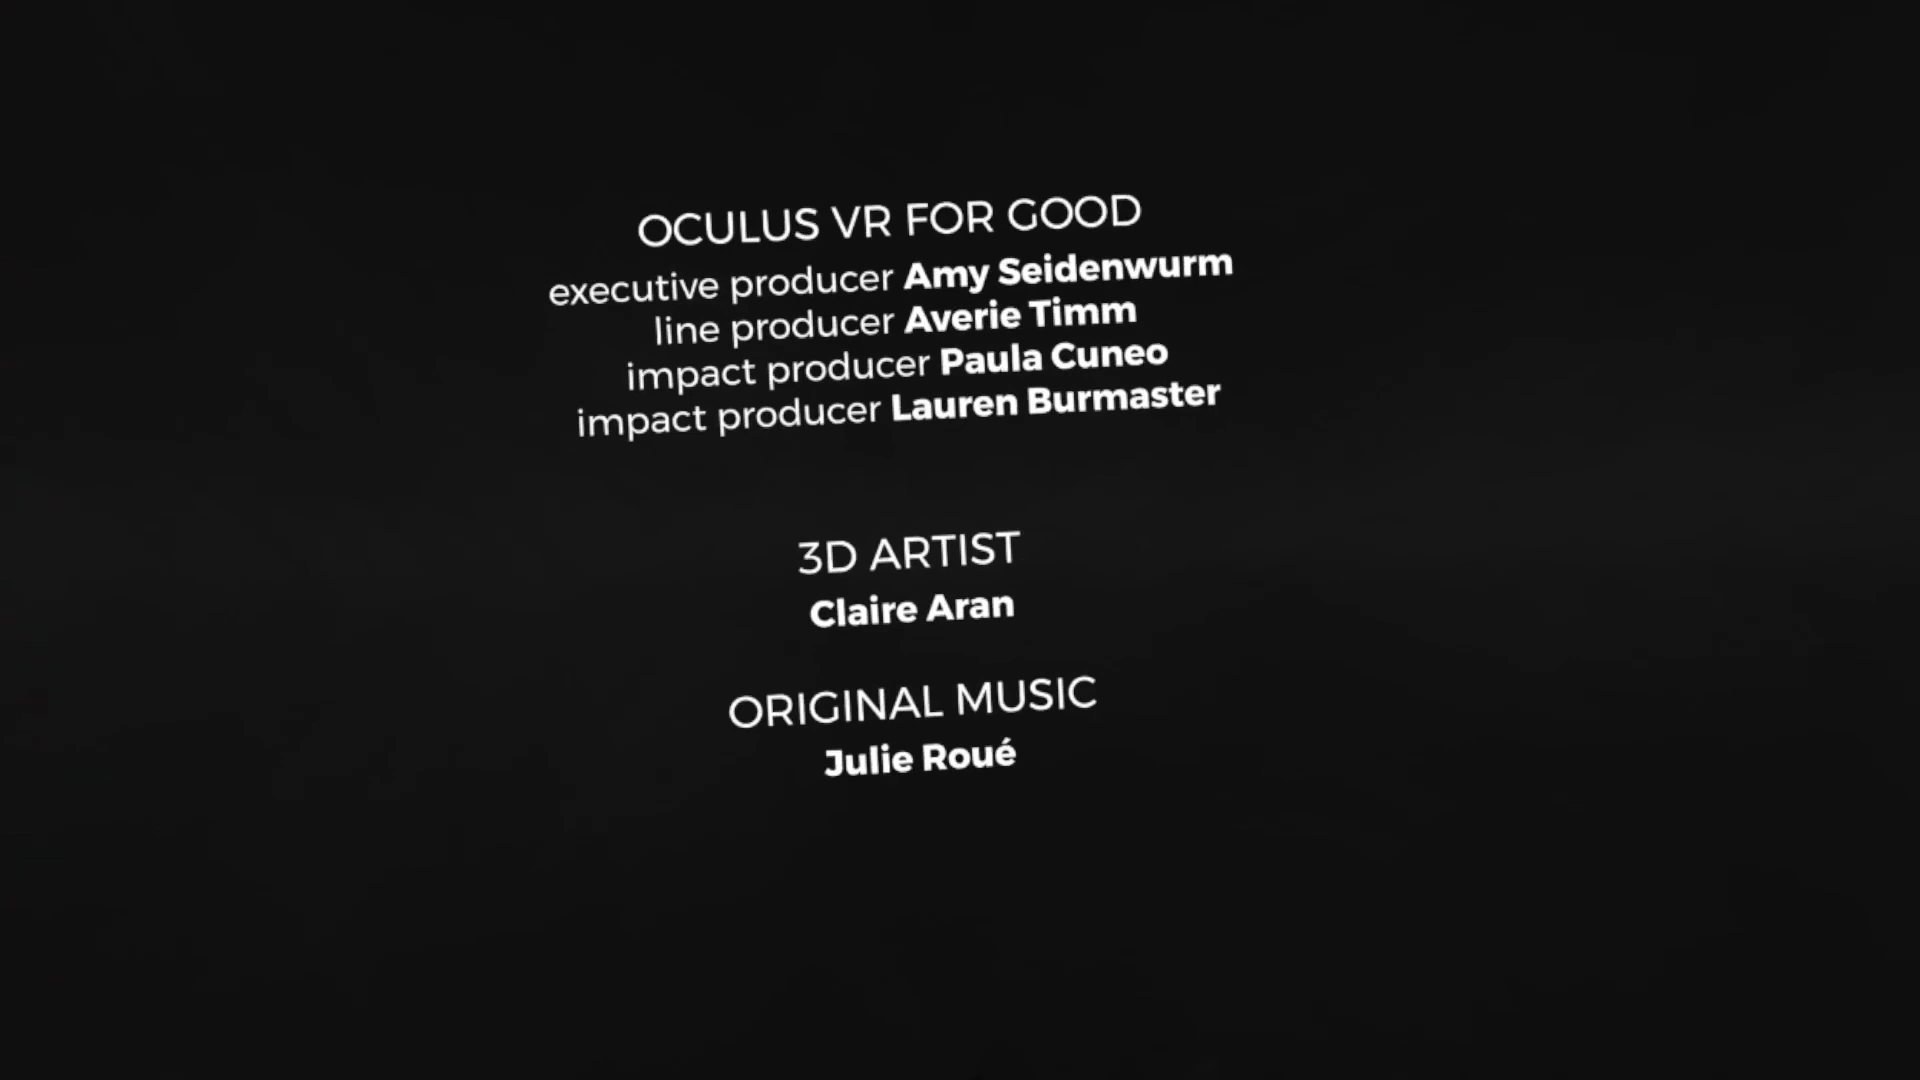 OCULUS VR FOR GOOD
executive producer Amy Seidenwurm
line producer Averie Timm
impact producer Paula Cuneo
impact producer Lauren Burmaster
3D ARTIST
Claire Aran
ORIGINAL MUSIC
Julie Roué